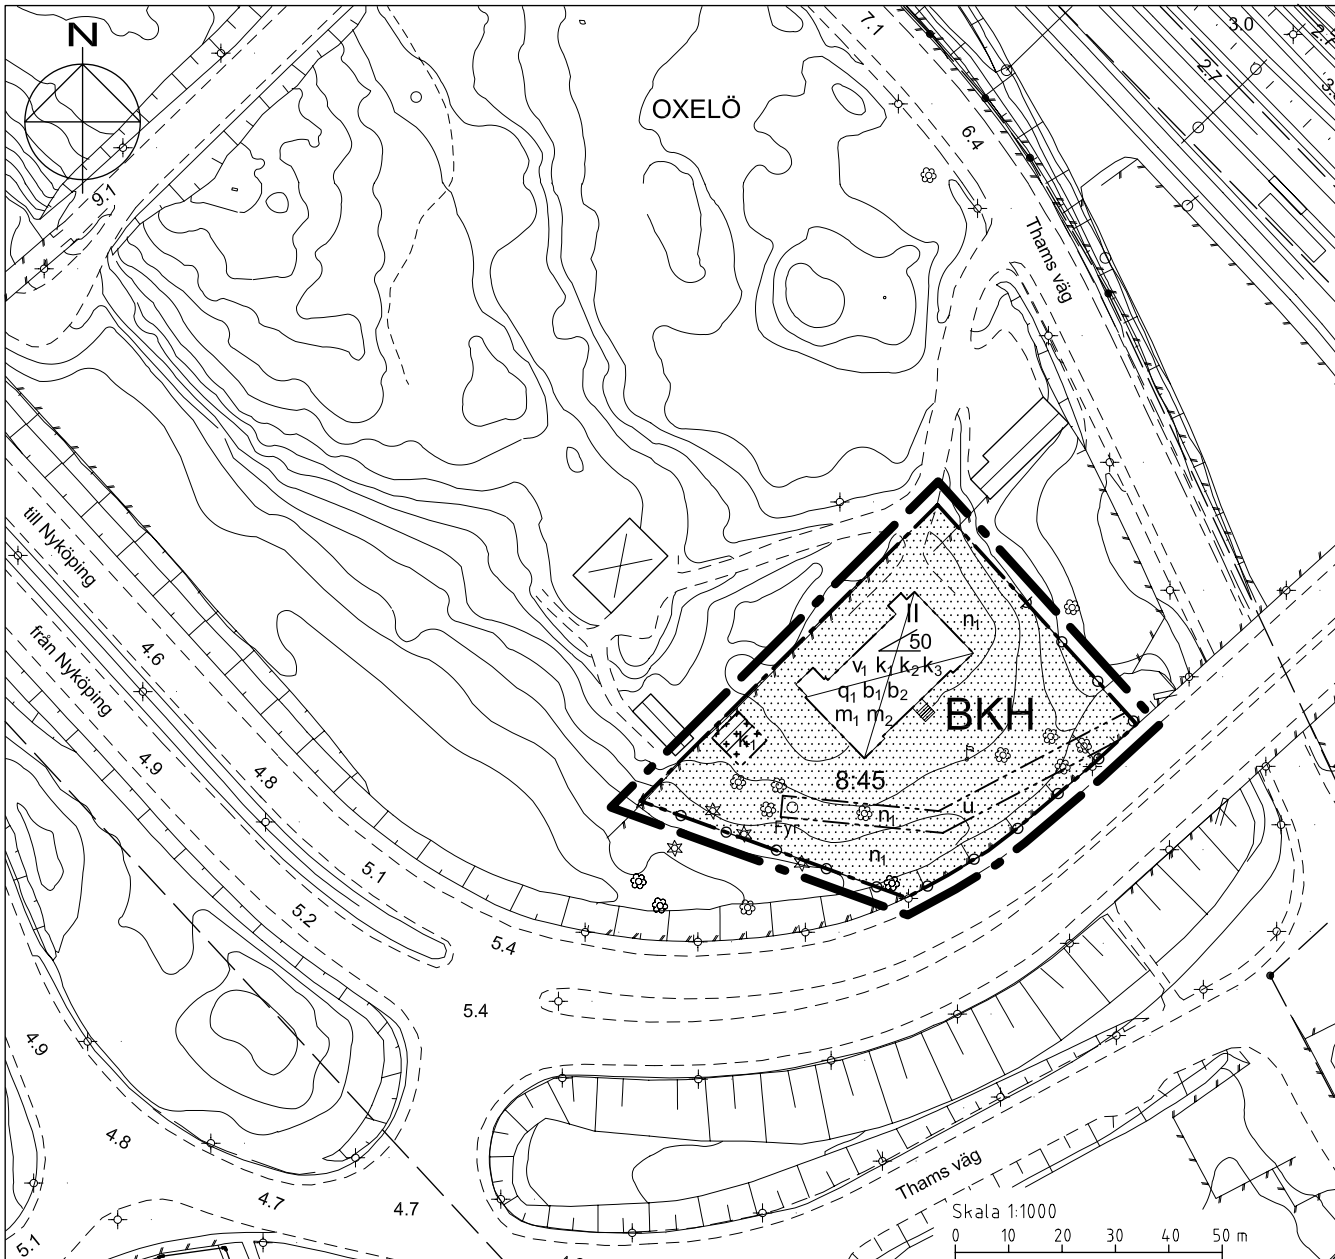 N
7.1
3.0
2.7
OXELÖ
6.4
9.1
Thams väg
till Nyköping
från Nyköping
4.6
4.9
4.8
5.1
5.2
5.4
5.4
II
50
n1
v1 k1 k2 k3
q1 b1 b2
m1 m2
BKH
k1
8:45
u
n1
Fyr
n1
4.9
4.8
4.7
4.7
5.1
Thams väg
Skala 1:1000
0 10 20 30 40 50 m